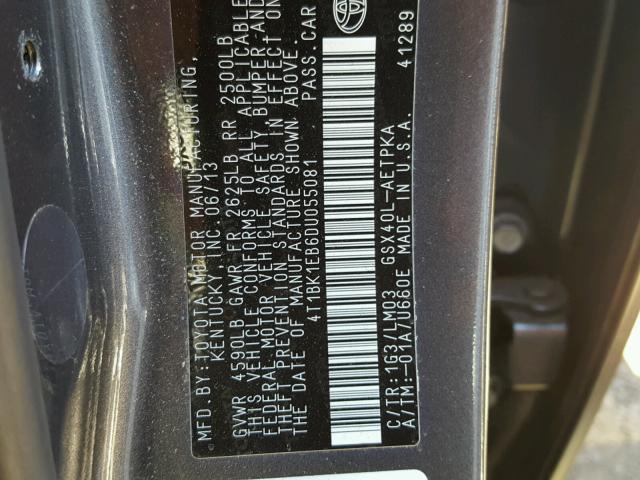 MFD. BY: TOYOTA MOTOR MANUFACTURING,
KENTUCKY, INC. 06/13
GVWR 4590LB GAWR FR 2625LB RR 2500LB
THIS VEHICLE CONFORMS TO ALL APPLICABLE
FEDERAL MOTOR VEHICLE SAFETY, BUMPER, AND
THEFT PREVENTION STANDARDS IN EFFECT ON
THE DATE OF MANUFACTURE SHOWN ABOVE.
4T1BK1EB6DU055081 PASS. CAR
C/TR: 1G3/LM03 GSX40L-AETPKA
A/TM: -01A/U660E MADE IN U.S.A.
41289